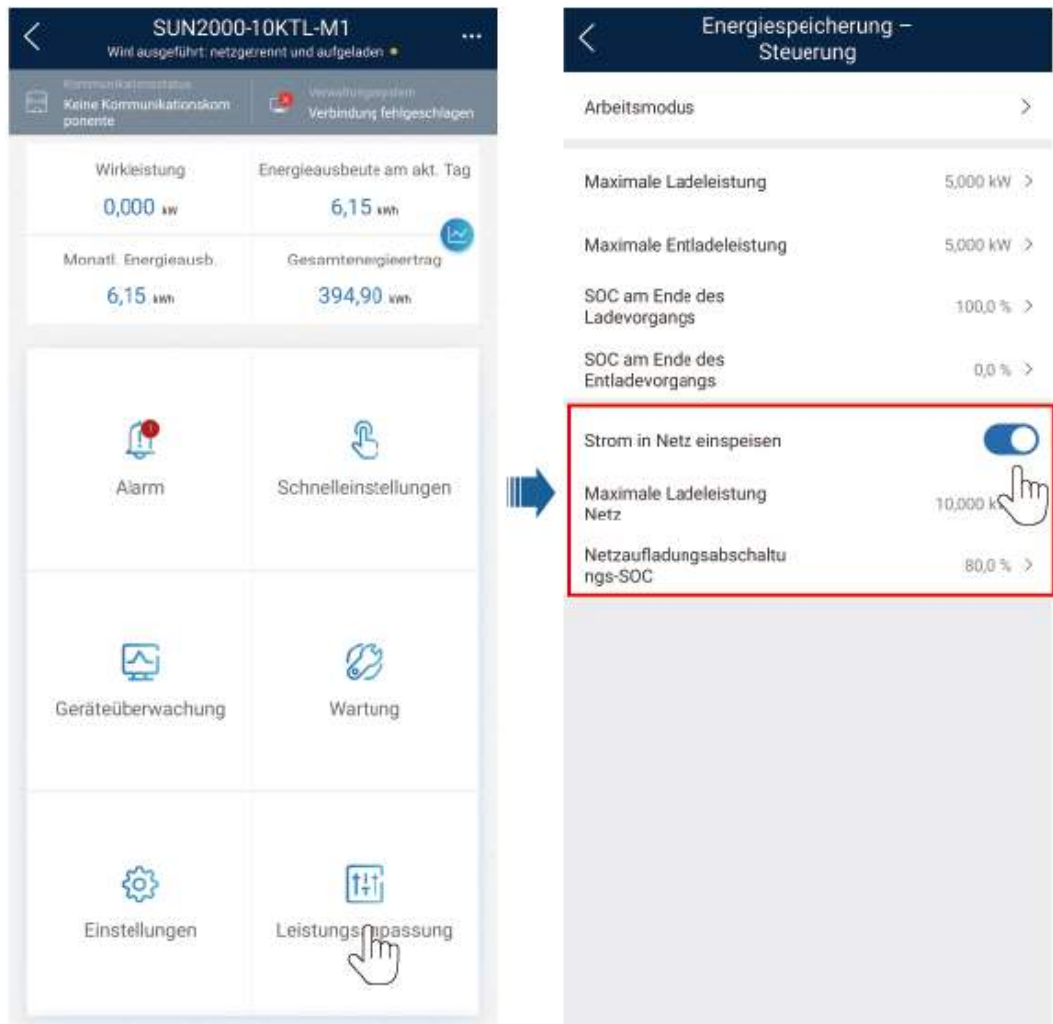 SUN2000-10KTL-M1
Wird ausgeführt: netzgetrennt und aufgeladen
Kommunikationsstatus
Keine Kommunikationskom
ponente
Verwaltungssystem
Verbindung fehlgeschlagen
Wirkleistung
0,000 kW
Energieausbeute am akt. Tag
6,15 kWh
Monatl. Energieausb.
6,15 kWh
Gesamtenergieertrag
394,90 kWh
Alarm
Schnelleinstellungen
Geräteüberwachung
Wartung
Einstellungen
Leistungsanpassung
Energiespeicherung –
Steuerung
Arbeitsmodus
Maximale Ladeleistung
5,000 kW
Maximale Entladeleistung
5,000 kW
SOC am Ende des
Ladevorgangs
100,0 %
SOC am Ende des
Entladevorgangs
0,0 %
Strom in Netz einspeisen
Maximale Ladeleistung
Netz
10,000
Netzaufladungsabschaltu
ngs-SOC
80,0 %